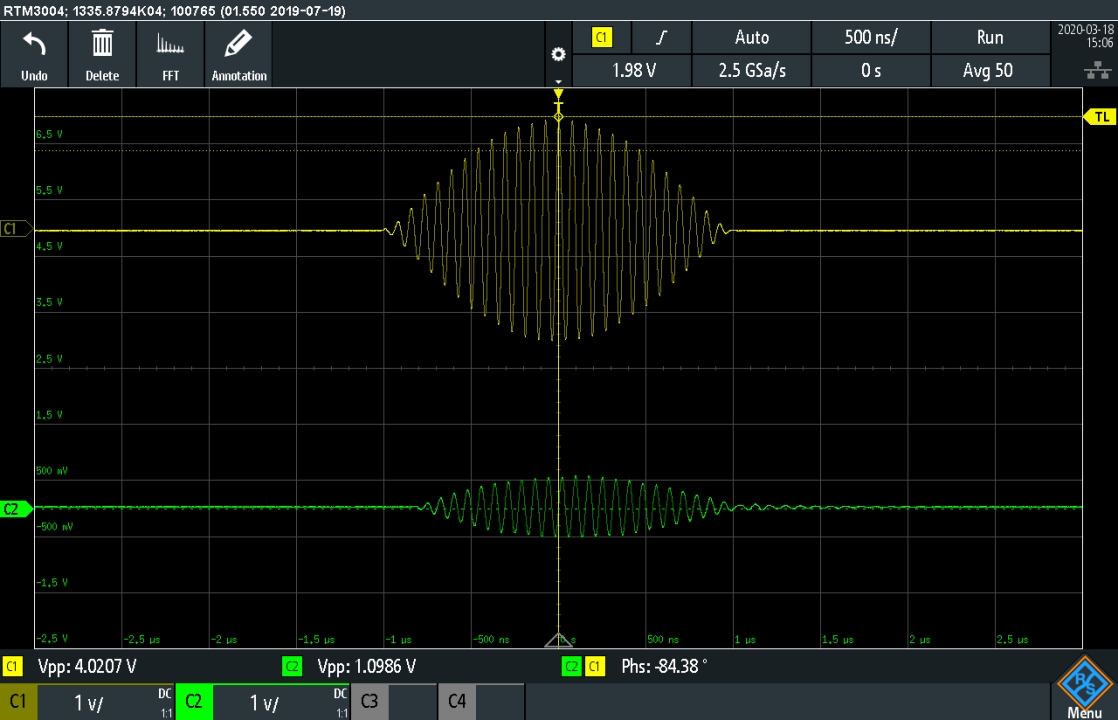 RTM3004; 1335.8794K04; 100765 (01.550 2019-07-19)
Undo
Delete
FFT
Annotation
C1
Auto
500 ns/
Run
2020-03-18
15:06
1.98 V
2.5 GSa/s
0 s
Avg 50
T
TL
6.5 V
5.5 V
C1
4.5 V
3.5 V
2.5 V
1.5 V
500 mV
C2
-500 mV
-1.5 V
-2.5 V
-2.5 µs
-2 µs
-1.5 µs
-1 µs
-500 ns
0 s
500 ns
1 µs
1.5 µs
2 µs
2.5 µs
C1 Vpp: 4.0207 V
C2 Vpp: 1.0986 V
C2 C1 Phs: -84.38 °
C1 1 V/ DC 1:1
C2 1 V/ DC 1:1
C3
C4
R&S
Menu